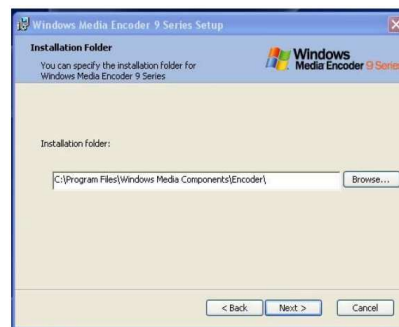 Windows Media Encoder 9 Series Setup
Installation Folder
You can specify the installation folder for
Windows Media Encoder 9 Series
Windows
Media Encoder 9 Series
Installation folder:
C:\Program Files\Windows Media Components\Encoder\
Browse...
< Back
Next >
Cancel